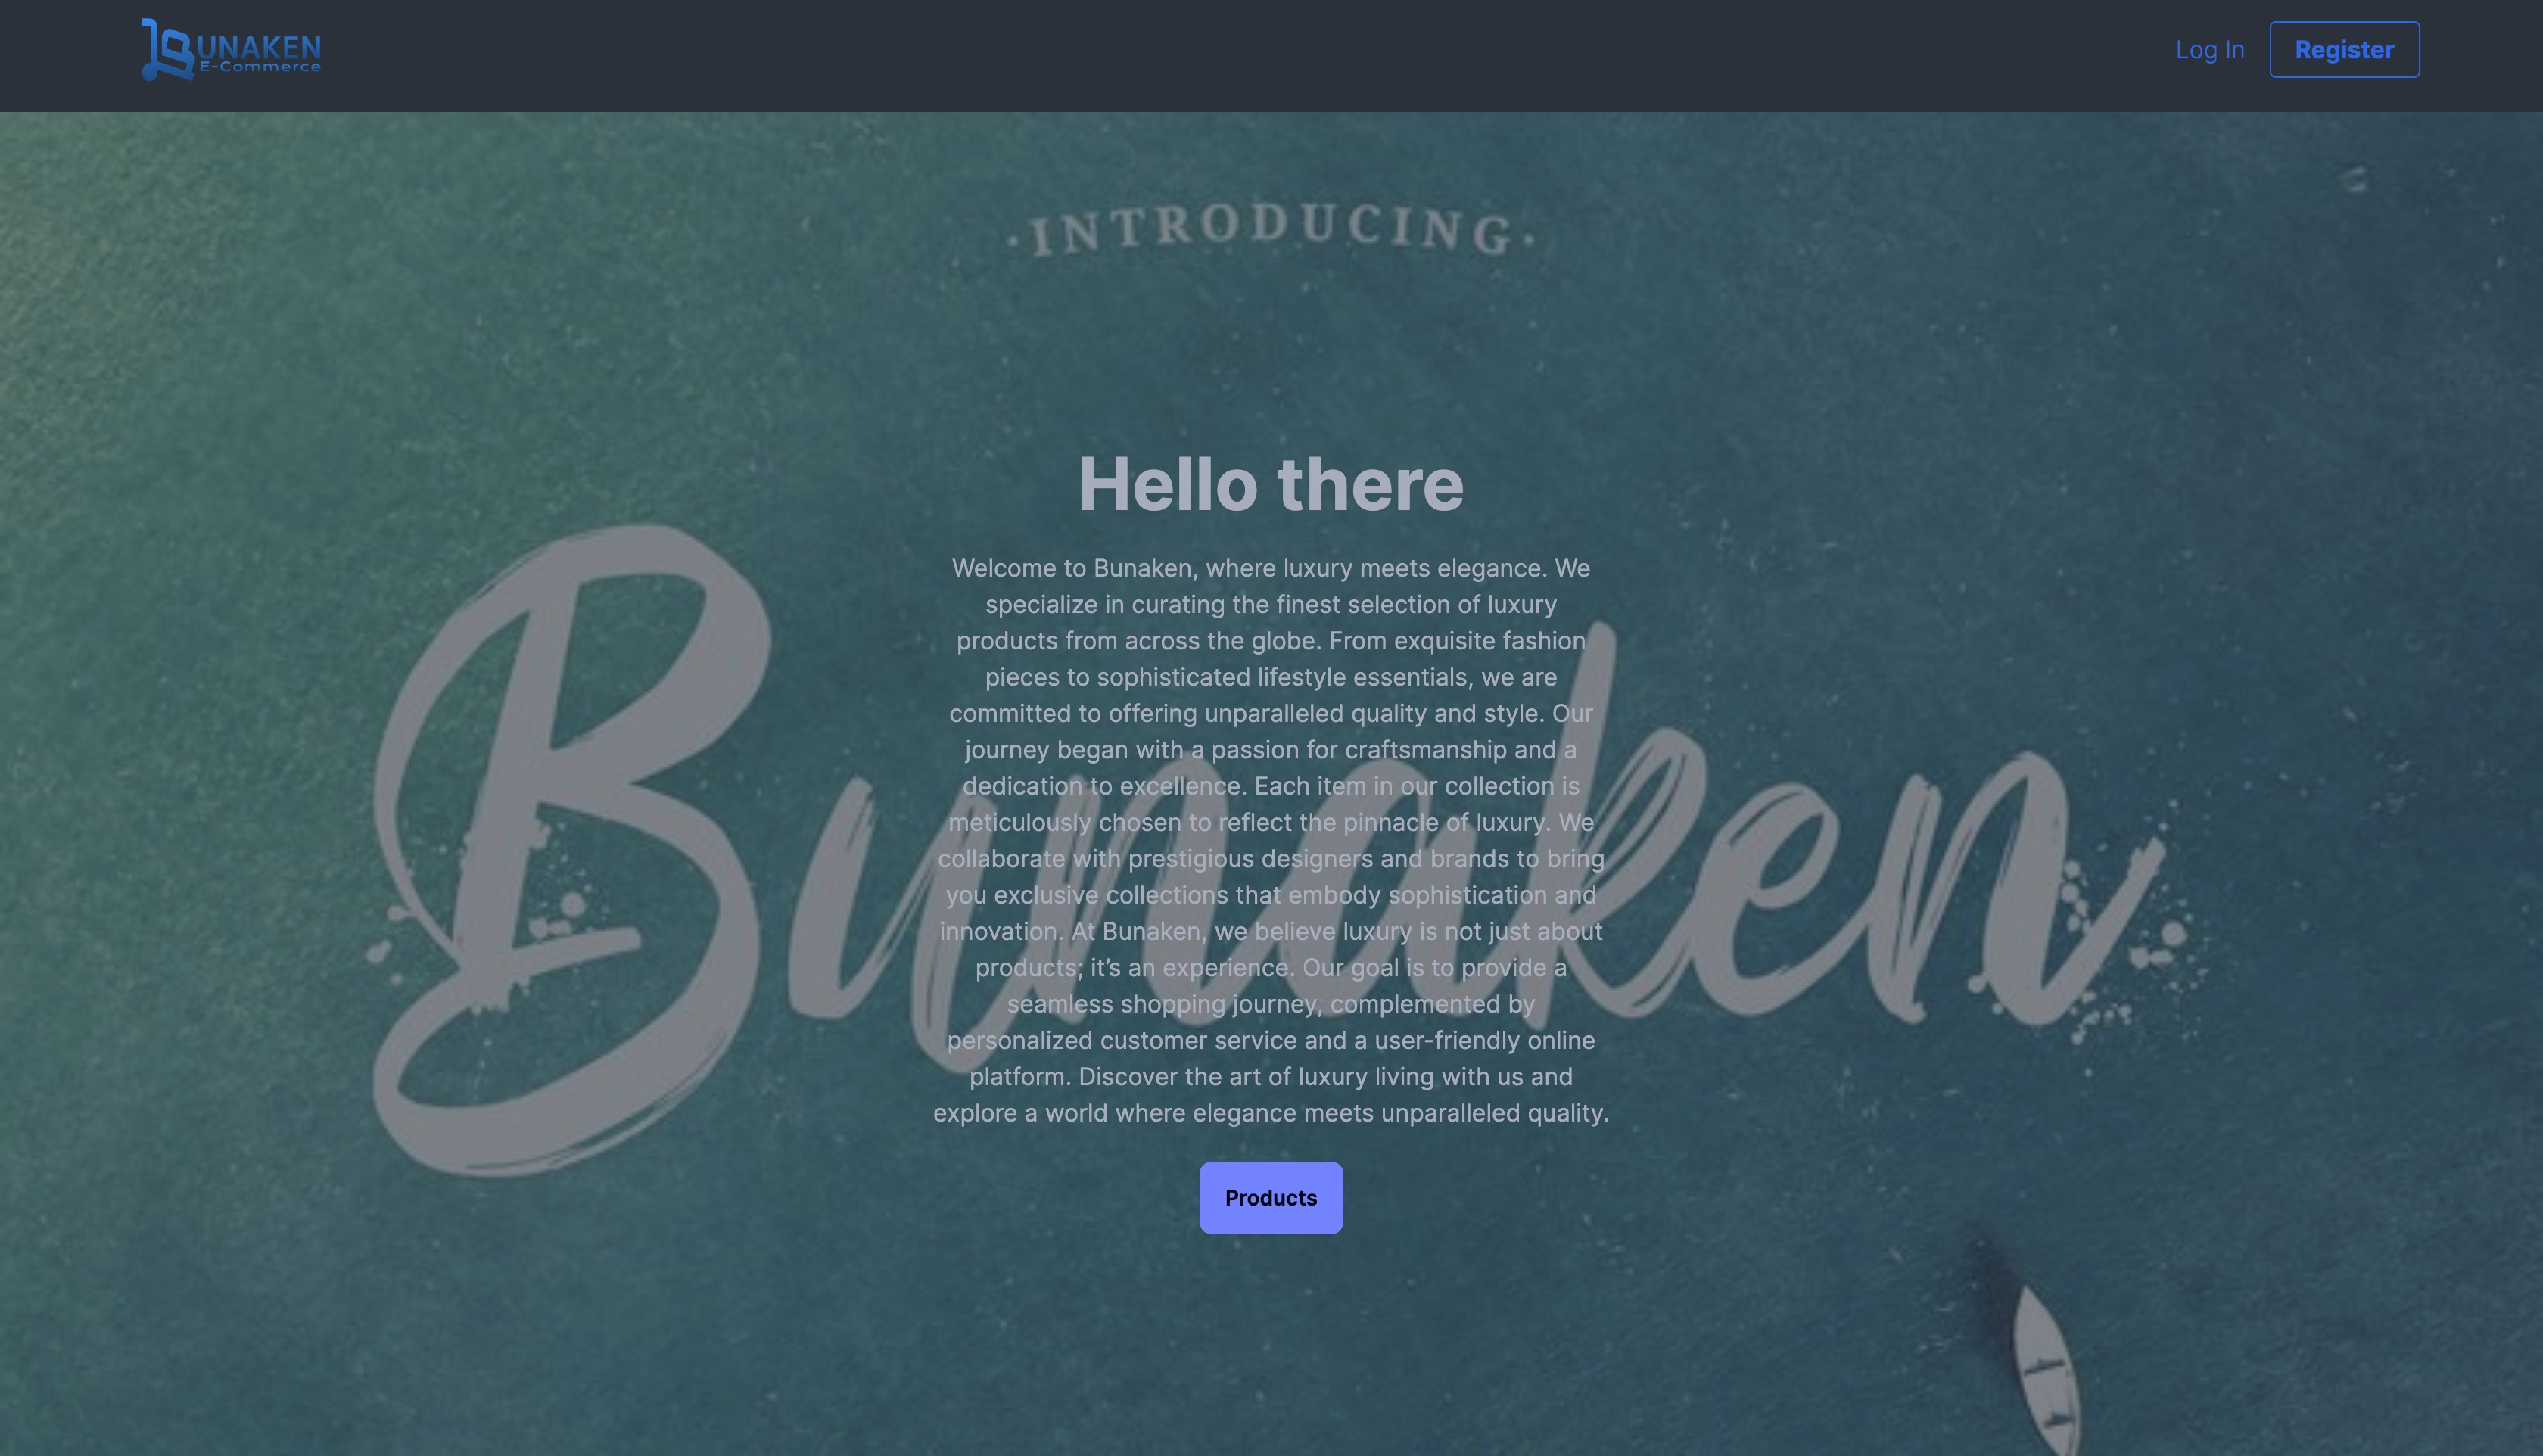 BUNAKEN
E-Commerce
Log In
Register
·INTRODUCING·
Hello there
Bunaken
Welcome to Bunaken, where luxury meets elegance. We
specialize in curating the finest selection of luxury
products from across the globe. From exquisite fashion
pieces to sophisticated lifestyle essentials, we are
committed to offering unparalleled quality and style. Our
journey began with a passion for craftsmanship and a
dedication to excellence. Each item in our collection is
meticulously chosen to reflect the pinnacle of luxury. We
collaborate with prestigious designers and brands to bring
you exclusive collections that embody sophistication and
innovation. At Bunaken, we believe luxury is not just about
products; it’s an experience. Our goal is to provide a
seamless shopping journey, complemented by
personalized customer service and a user-friendly online
platform. Discover the art of luxury living with us and
explore a world where elegance meets unparalleled quality.
Products